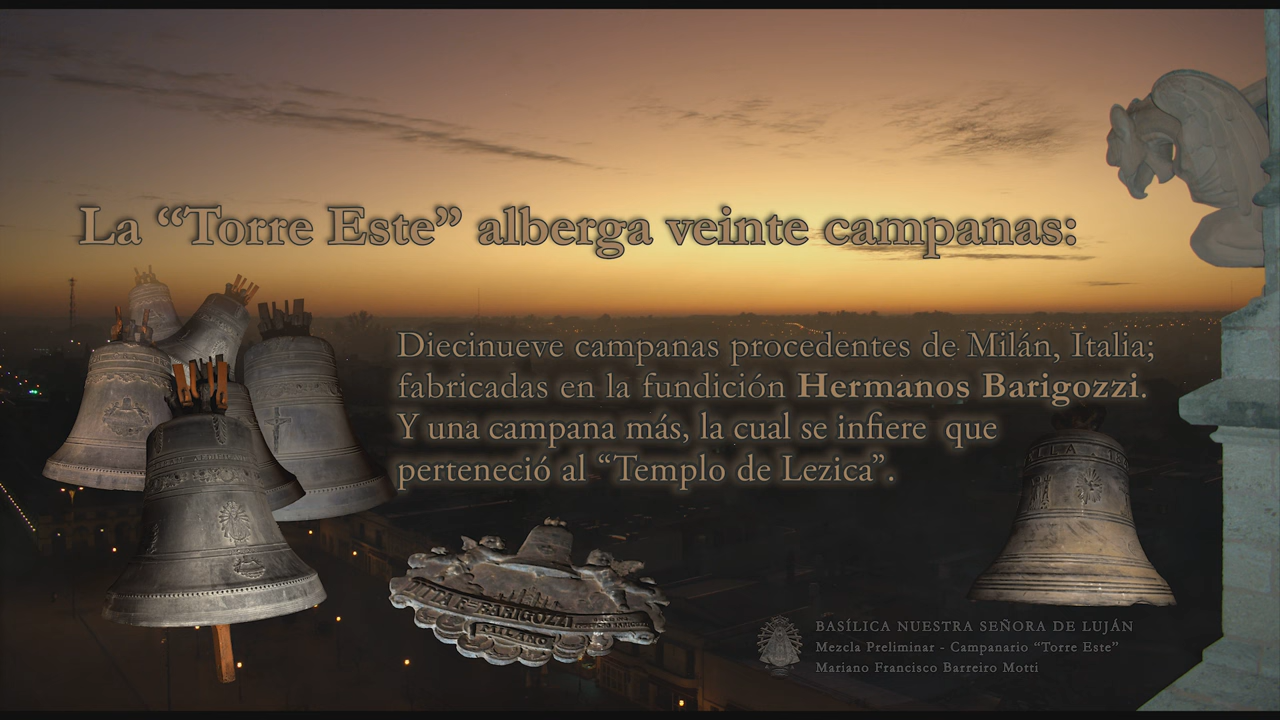 La “Torre Este” alberga veinte campanas:
Diecinueve campanas procedentes de Milán, Italia;
fabricadas en la fundición Hermanos Barigozzi.
Y una campana más, la cual se infiere que
perteneció al “Templo de Lezica”.
BARIGOZZI
MILANO
BASÍLICA NUESTRA SEÑORA DE LUJÁN
Mezcla Preliminar - Campanario “Torre Este”
Mariano Francisco Barreiro Motti